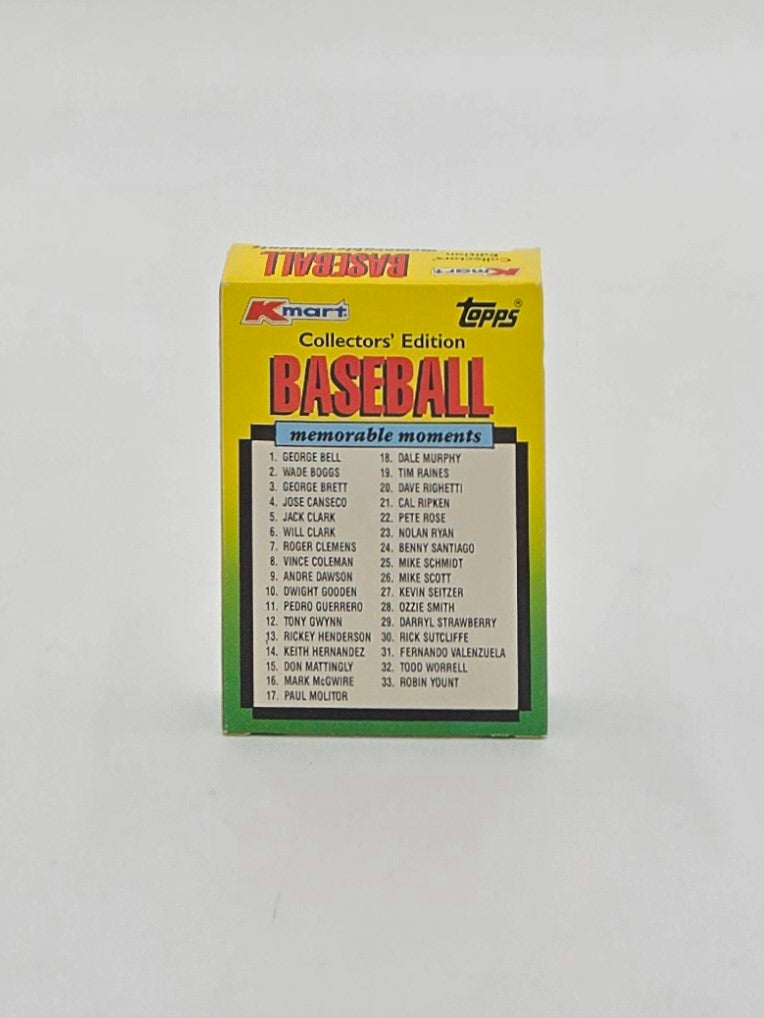 memorable moments
BASEBALL
Collectors'
Edition
Kmart
Kmart
topps®
Collectors' Edition
BASEBALL
memorable moments
1. GEORGE BELL
2. WADE BOGGS
3. GEORGE BRETT
4. JOSE CANSECO
5. JACK CLARK
6. WILL CLARK
7. ROGER CLEMENS
8. VINCE COLEMAN
9. ANDRE DAWSON
10. DWIGHT GOODEN
11. PEDRO GUERRERO
12. TONY GWYNN
13. RICKEY HENDERSON
14. KEITH HERNANDEZ
15. DON MATTINGLY
16. MARK McGWIRE
17. PAUL MOLITOR
18. DALE MURPHY
19. TIM RAINES
20. DAVE RIGHETTI
21. CAL RIPKEN
22. PETE ROSE
23. NOLAN RYAN
24. BENNY SANTIAGO
25. MIKE SCHMIDT
26. MIKE SCOTT
27. KEVIN SEITZER
28. OZZIE SMITH
29. DARRYL STRAWBERRY
30. RICK SUTCLIFFE
31. FERNANDO VALENZUELA
32. TODD WORRELL
33. ROBIN YOUNT